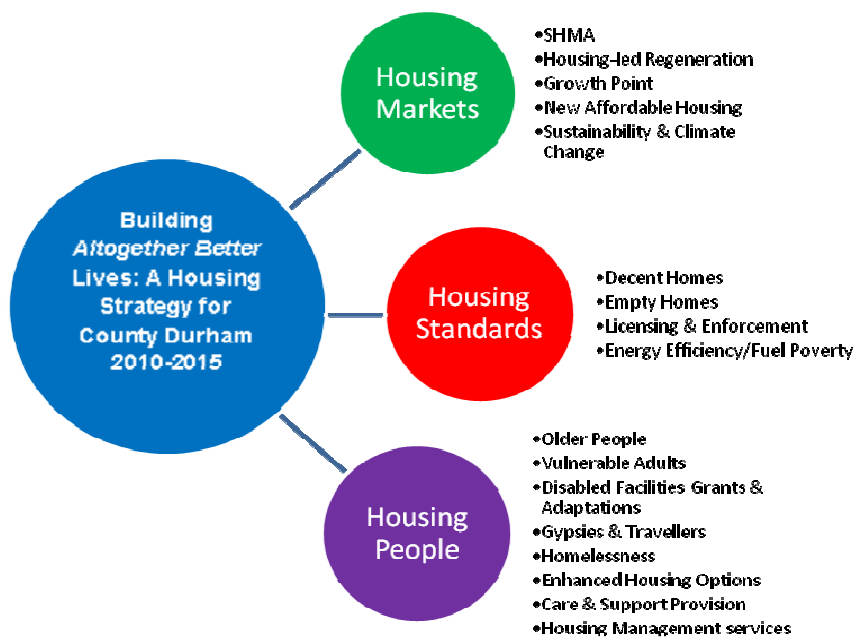 Building
Altogether Better
Lives: A Housing
Strategy for
County Durham
2010-2015
Housing
Markets
•SHMA
•Housing-led Regeneration
•Growth Point
•New Affordable Housing
•Sustainability & Climate
Change
Housing
Standards
•Decent Homes
•Empty Homes
•Licensing & Enforcement
•Energy Efficiency/Fuel Poverty
Housing
People
•Older People
•Vulnerable Adults
•Disabled Facilities Grants &
Adaptations
•Gypsies & Travellers
•Homelessness
•Enhanced Housing Options
•Care & Support Provision
•Housing Management services